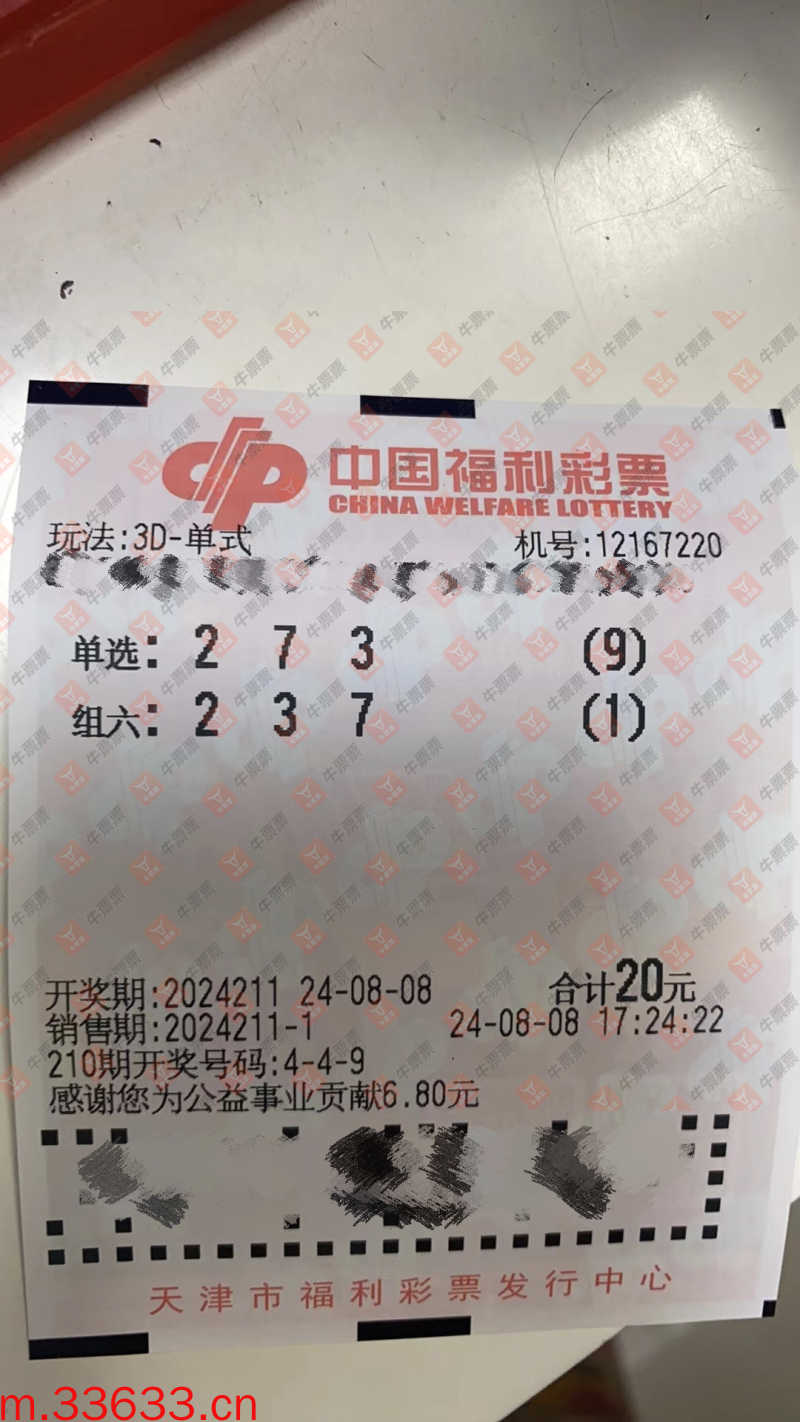 中国福利彩票
CHINA WELFARE LOTTERY
玩法:3D-单式 机号:12167220
单选: 2 7 3 (9)
组六: 2 3 7 (1)
开奖期:2024211 24-08-08 合计20元
销售期:2024211-1 24-08-08 17:24:22
210期开奖号码:4-4-9
感谢您为公益事业贡献6.80元
天津市福利彩票发行中心
m.33633.cn
牛票票